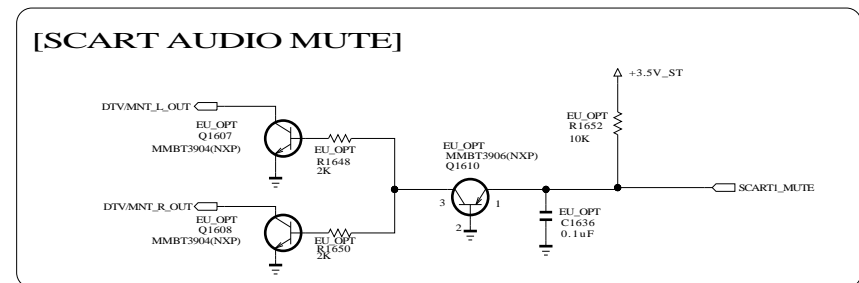 [SCART AUDIO MUTE]
+3.5V_ST
DTV/MNT_L_OUT
EU_OPT
Q1607
MMBT3904(NXP)
EU_OPT
R1648
2K
EU_OPT
MMBT3906(NXP)
Q1610
EU_OPT
R1652
10K
3
1
2
SCART1_MUTE
DTV/MNT_R_OUT
EU_OPT
Q1608
MMBT3904(NXP)
EU_OPT
R1650
2K
EU_OPT
C1636
0.1uF